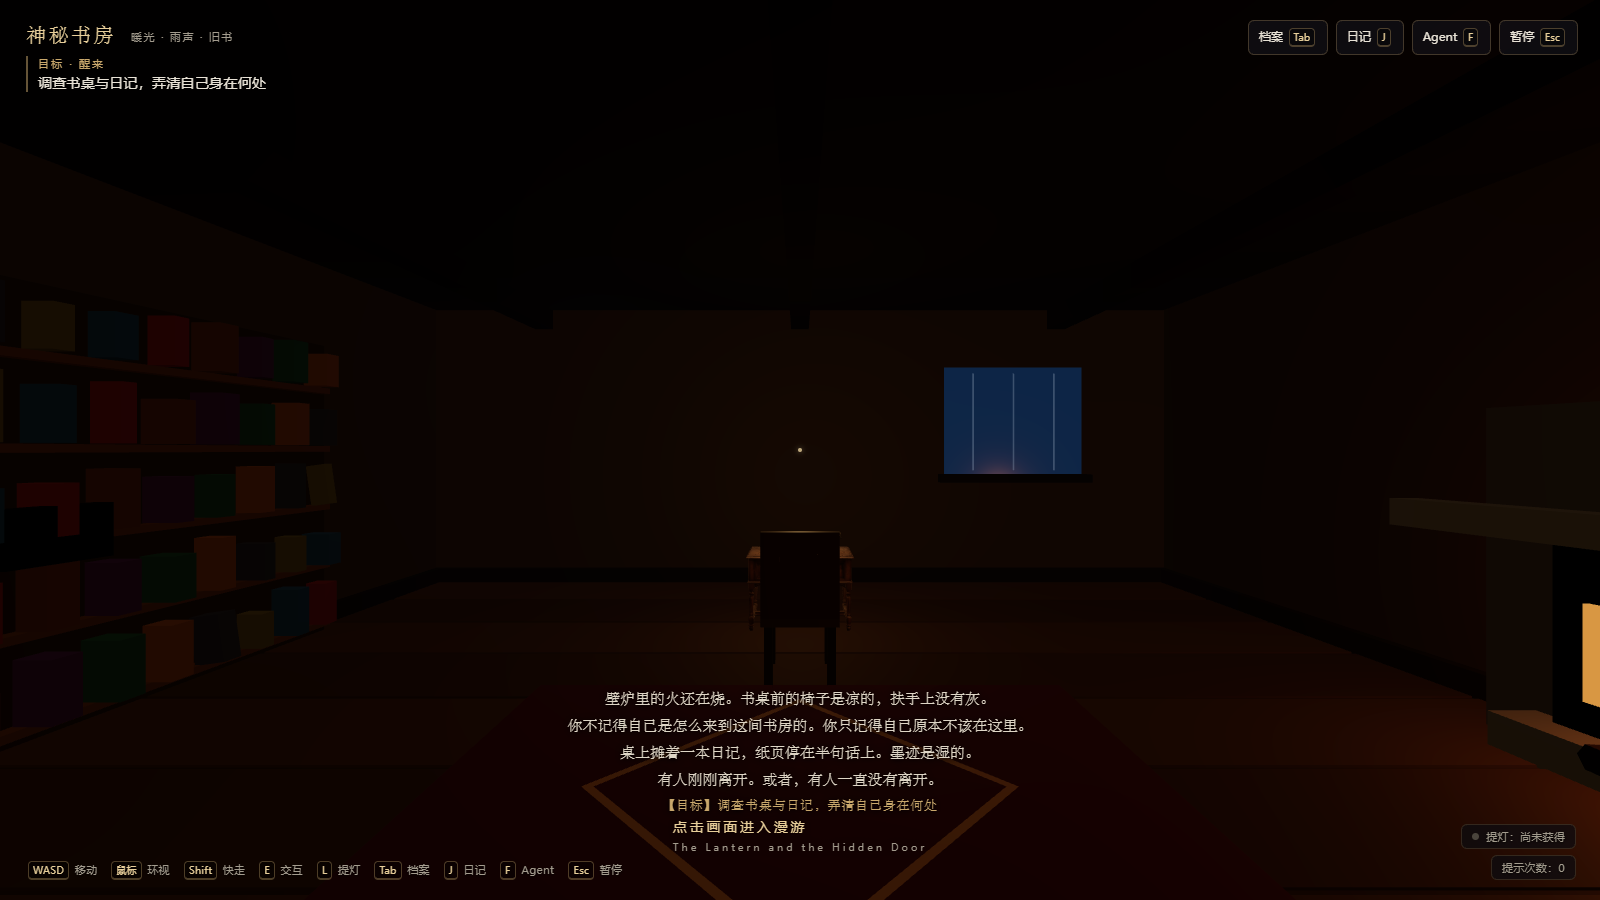 神秘书房 暖光 · 雨声 · 旧书
目标 · 醒来
调查书桌与日记，弄清自己身在何处
档案 Tab 日记 J Agent F 暂停 Esc
壁炉里的火还在烧。书桌前的椅子是凉的，扶手上没有灰。
你不记得自己是怎么来到这间书房的。你只记得自己原本不该在这里。
桌上摊着一本日记，纸页停在半句话上。墨迹是湿的。
有人刚刚离开。或者，有人一直没有离开。
【目标】调查书桌与日记，弄清自己身在何处
点击画面进入漫游
The Lantern and the Hidden Door
提灯：尚未获得
提示次数：0
WASD 移动 鼠标 环视 Shift 快走 E 交互 L 提灯 Tab 档案 J 日记 F Agent Esc 暂停